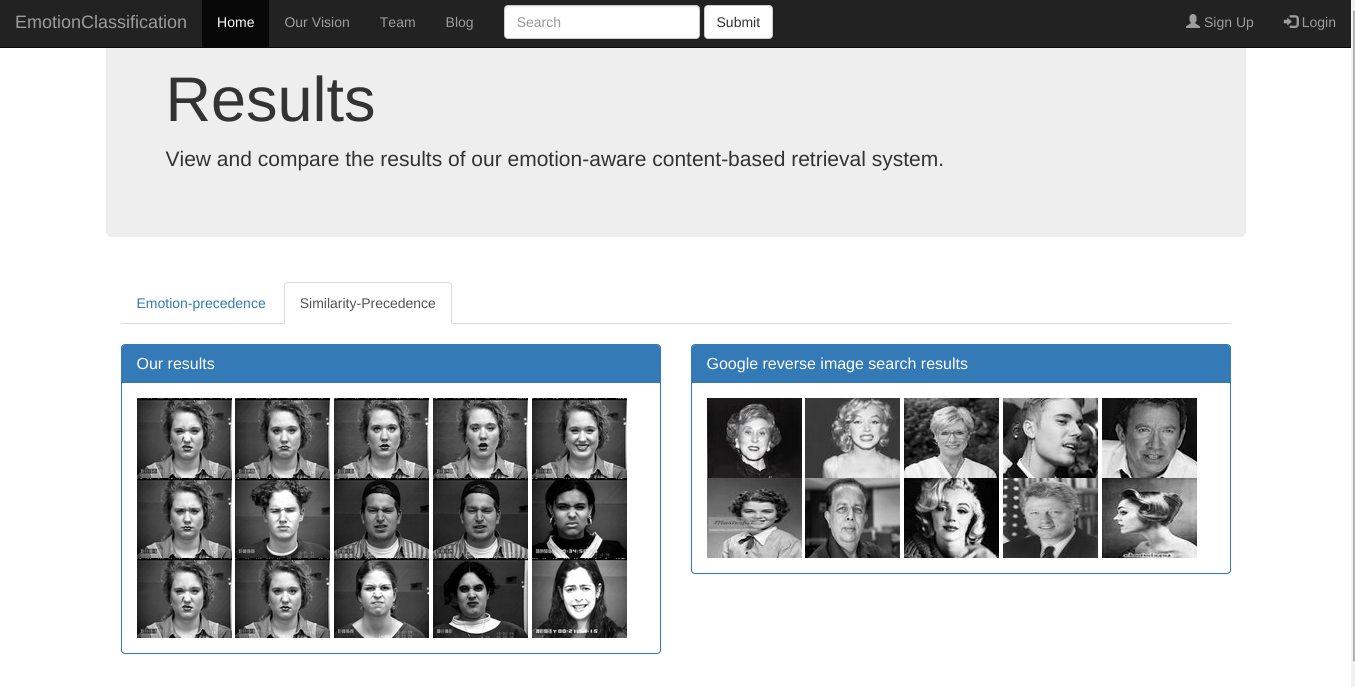 EmotionClassification Home Our Vision Team Blog Search Submit Sign Up Login
Results
View and compare the results of our emotion-aware content-based retrieval system.
Emotion-precedence Similarity-Precedence
Our results
Google reverse image search results